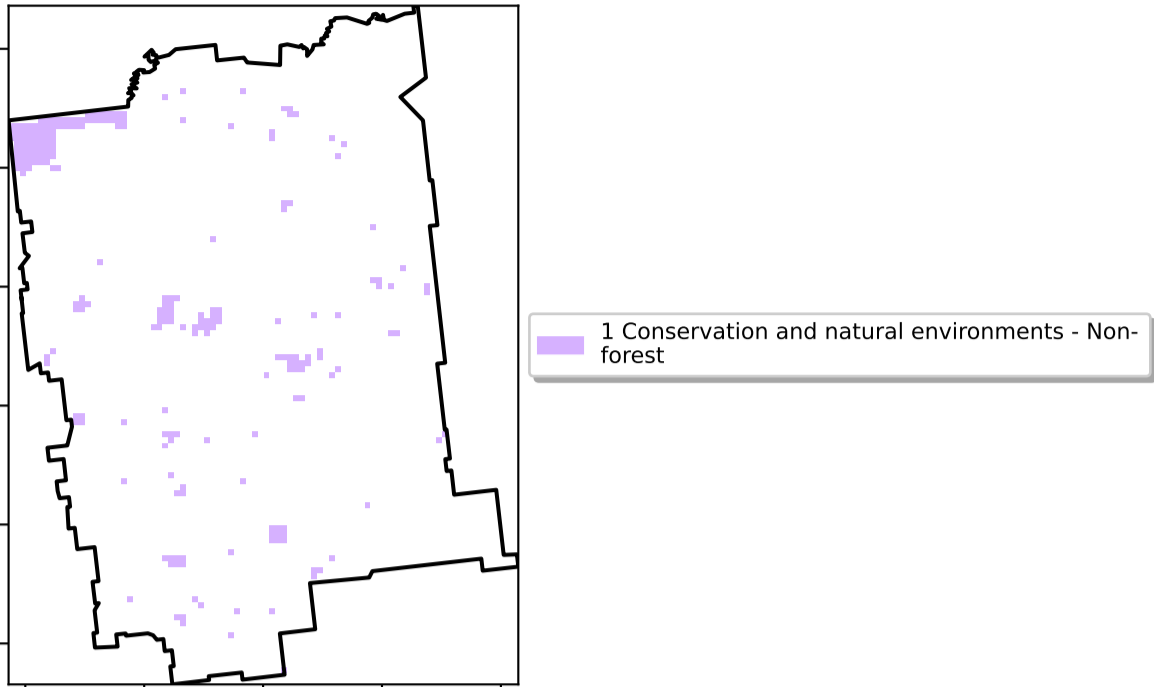 1 Conservation and natural environments - Non-
forest